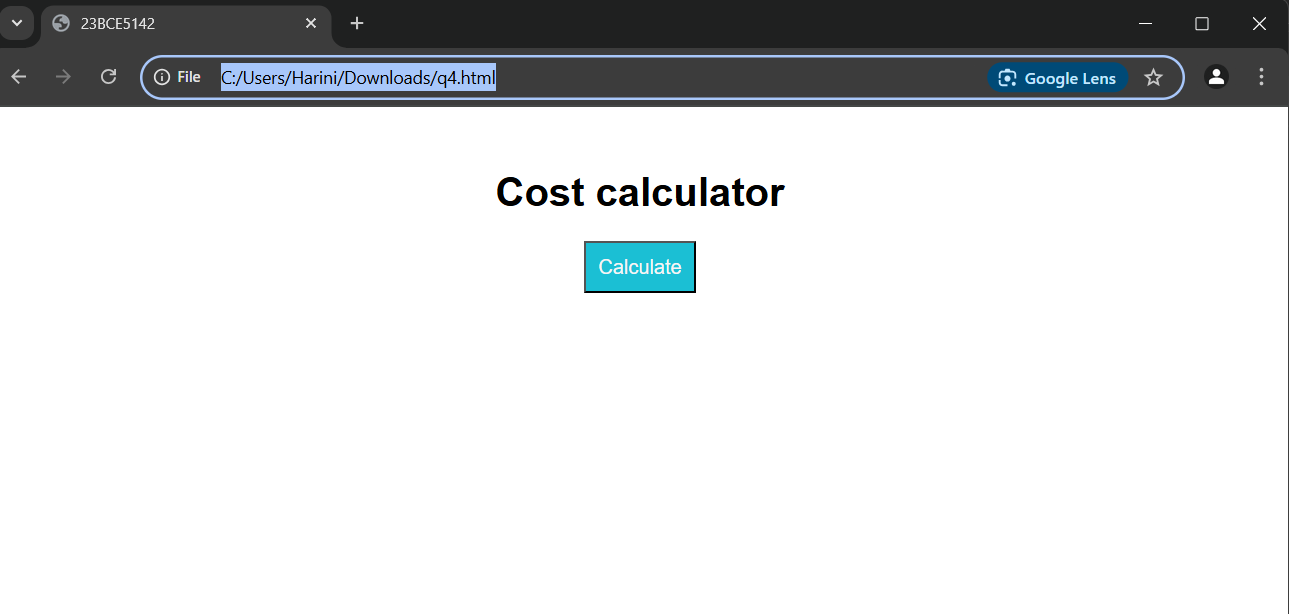 23BCE5142
File C:/Users/Harini/Downloads/q4.html Google Lens
Cost calculator
Calculate